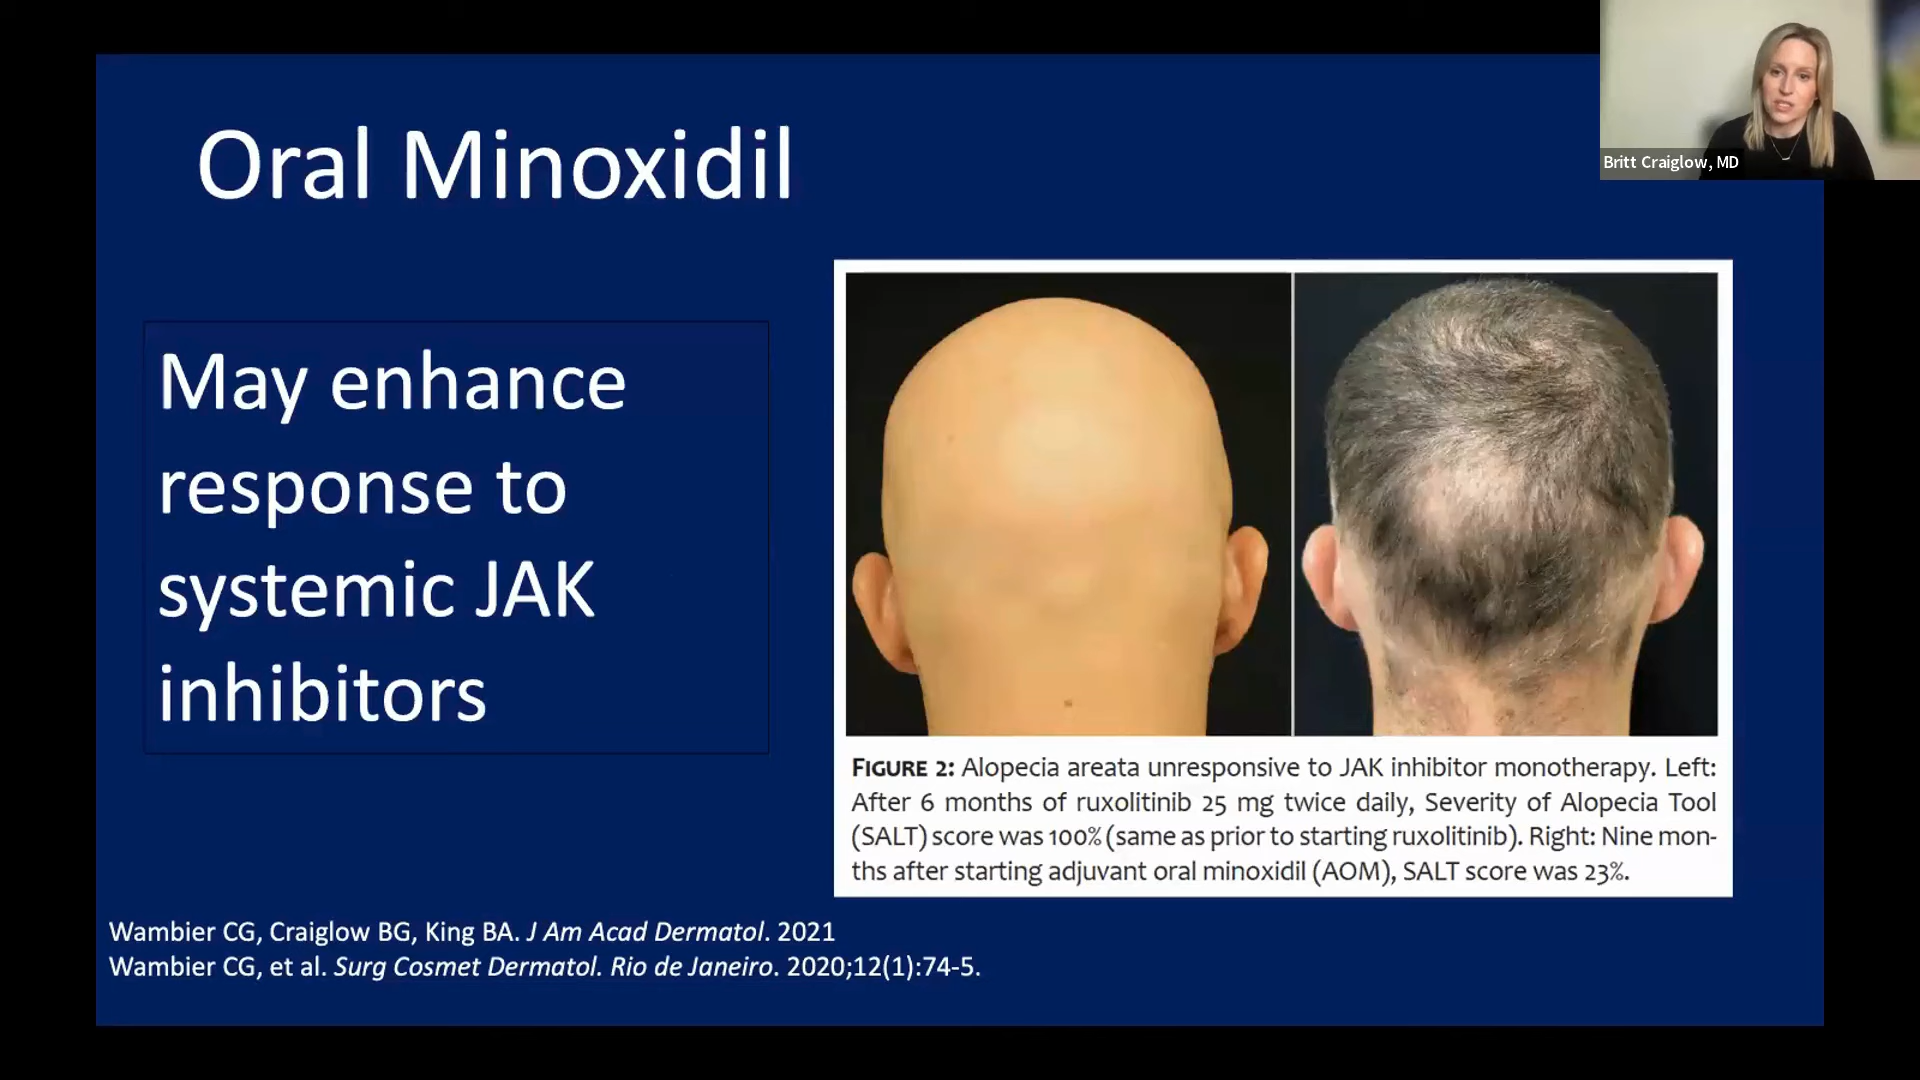 Britt Craiglow, MD
Oral Minoxidil
May enhance
response to
systemic JAK
inhibitors
FIGURE 2: Alopecia areata unresponsive to JAK inhibitor monotherapy. Left:
After 6 months of ruxolitinib 25 mg twice daily, Severity of Alopecia Tool
(SALT) score was 100% (same as prior to starting ruxolitinib). Right: Nine mon-
ths after starting adjuvant oral minoxidil (AOM), SALT score was 23%.
Wambier CG, Craiglow BG, King BA. J Am Acad Dermatol. 2021
Wambier CG, et al. Surg Cosmet Dermatol. Rio de Janeiro. 2020;12(1):74-5.